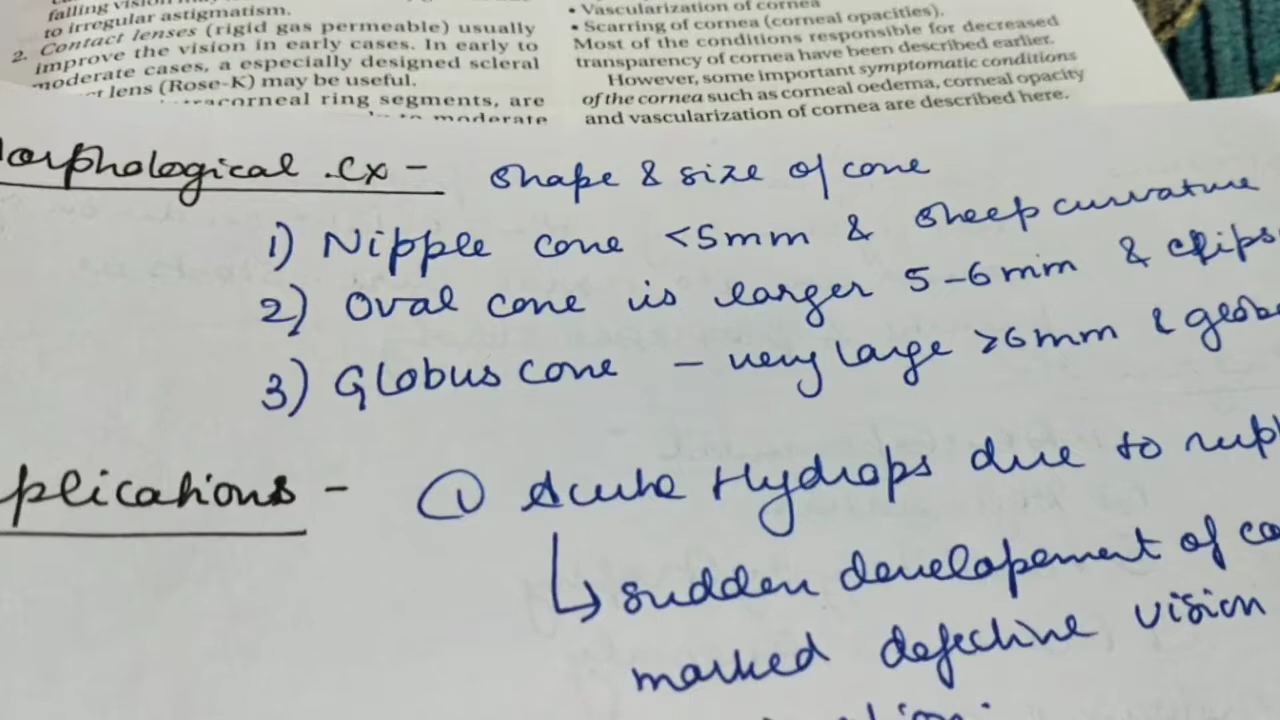 to irregular astigmatism.
2. Contact lenses (rigid gas permeable) usually
improve the vision in early cases. In early to
moderate cases, a especially designed scleral
lens (Rose-K) may be useful.
ring segments, are
moderate
• Vascularization of cornea
• Scarring of cornea (corneal opacities).
Most of the conditions responsible for decreased
transparency of cornea have been described earlier.
However, some important symptomatic conditions
of the cornea such as corneal oedema, corneal opacity
and vascularization of cornea are described here.
orphological .Cx - shape & size of cone
1) Nipple cone <5mm & sheep curvature
2) Oval cone is larger 5-6mm &
3) Globus cone - very large >6mm &
plications - ① Acute Hydrops due to
↳ sudden developement of
marked defective vision